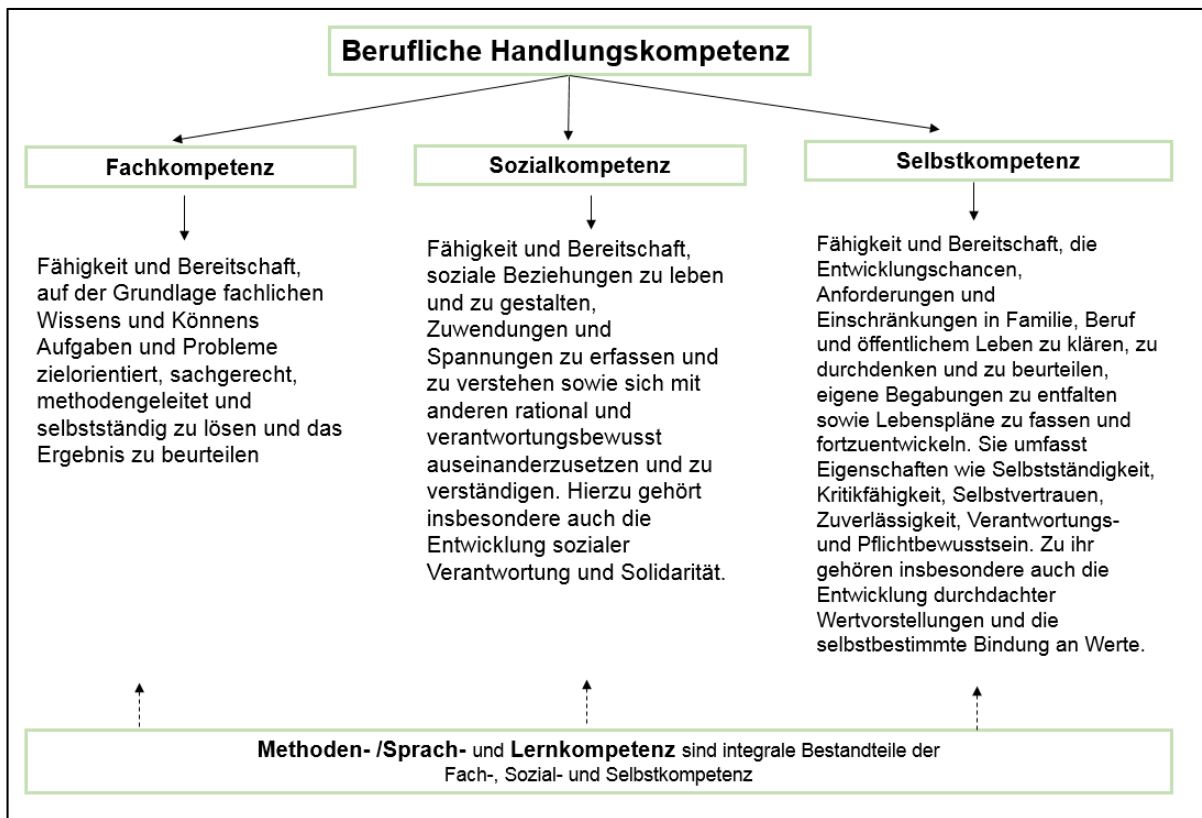 Berufliche Handlungskompetenz
Fachkompetenz
Fähigkeit und Bereitschaft,
auf der Grundlage fachlichen
Wissens und Könnens
Aufgaben und Probleme
zielorientiert, sachgerecht,
methodengeleitet und
selbstständig zu lösen und das
Ergebnis zu beurteilen
Sozialkompetenz
Fähigkeit und Bereitschaft,
soziale Beziehungen zu leben
und zu gestalten,
Zuwendungen und
Spannungen zu erfassen und
zu verstehen sowie sich mit
anderen rational und
verantwortungsbewusst
auseinanderzusetzen und zu
verständigen. Hierzu gehört
insbesondere auch die
Entwicklung sozialer
Verantwortung und Solidarität.
Selbstkompetenz
Fähigkeit und Bereitschaft, die
Entwicklungschancen,
Anforderungen und
Einschränkungen in Familie, Beruf
und öffentlichem Leben zu klären, zu
durchdenken und zu beurteilen,
eigene Begabungen zu entfalten
sowie Lebenspläne zu fassen und
fortzuentwickeln. Sie umfasst
Eigenschaften wie Selbstständigkeit,
Kritikfähigkeit, Selbstvertrauen,
Zuverlässigkeit, Verantwortungs-
und Pflichtbewusstsein. Zu ihr
gehören insbesondere auch die
Entwicklung durchdachter
Wertvorstellungen und die
selbstbestimmte Bindung an Werte.
Methoden- /Sprach- und Lernkompetenz sind integrale Bestandteile der
Fach-, Sozial- und Selbstkompetenz